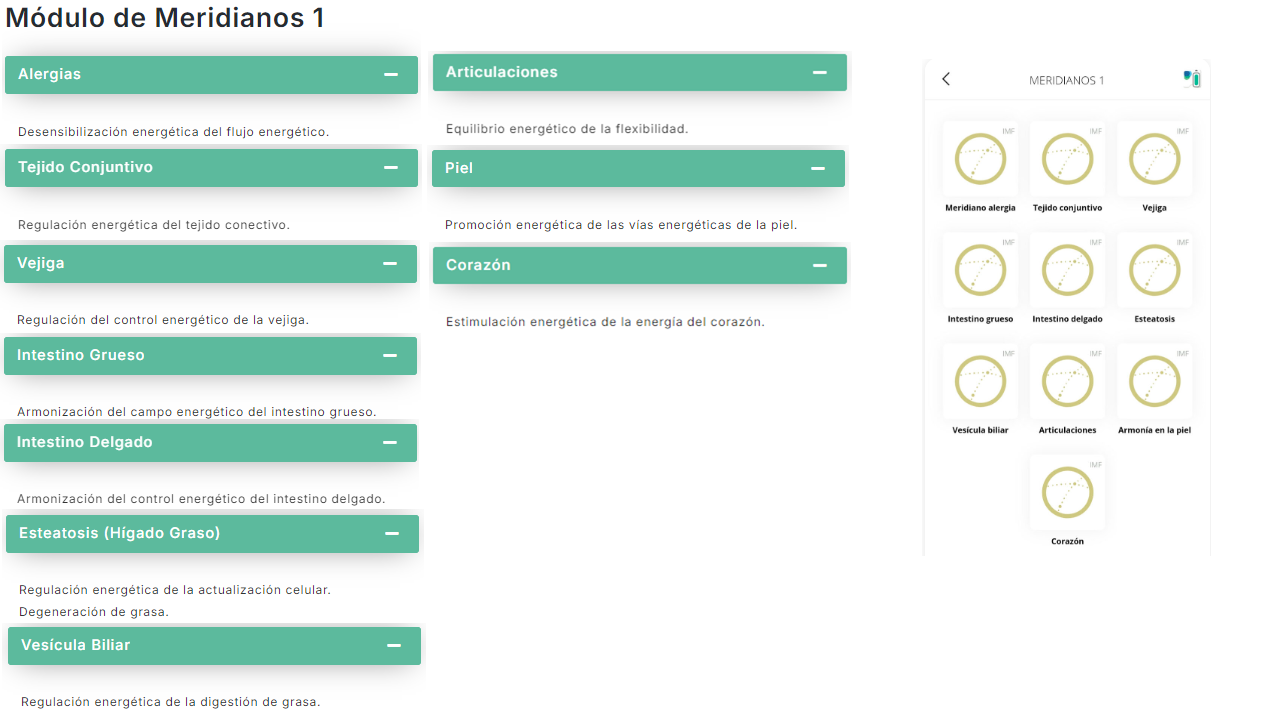 Módulo de Meridianos 1
Alergias
Desensibilización energética del flujo energético.
Tejido Conjuntivo
Regulación energética del tejido conectivo.
Vejiga
Regulación del control energético de la vejiga.
Intestino Grueso
Armonización del campo energético del intestino grueso.
Intestino Delgado
Armonización del control energético del intestino delgado.
Esteatosis (Hígado Graso)
Regulación energética de la actualización celular.
Degeneración de grasa.
Vesícula Biliar
Regulación energética de la digestión de grasa.
Articulaciones
Equilibrio energético de la flexibilidad.
Piel
Promoción energética de las vías energéticas de la piel.
Corazón
Estimulación energética de la energía del corazón.
MERIDIANOS 1
IMF IMF IMF
Meridiano alergia Tejido conjuntivo Vejiga
IMF IMF IMF
Intestino grueso Intestino delgado Esteatosis
IMF IMF IMF
Vesícula biliar Articulaciones Armonía en la piel
IMF
Corazón